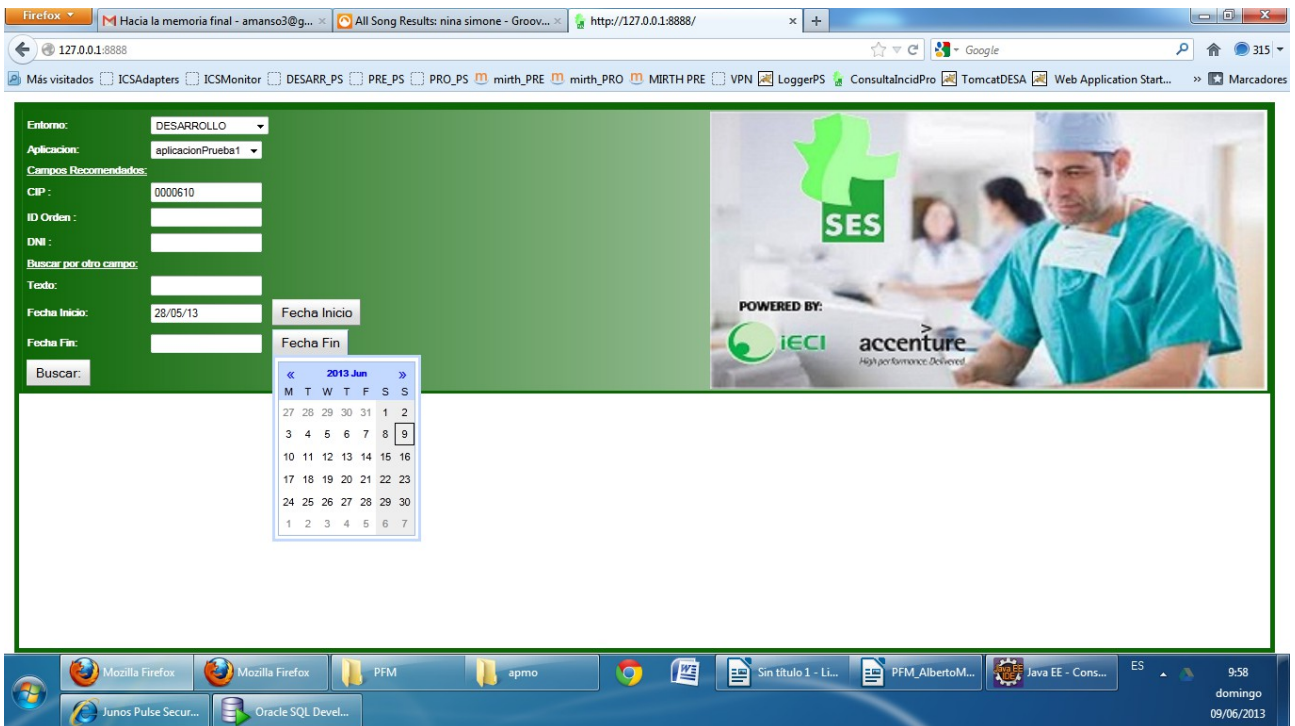 Firefox
Hacia la memoria final - amanso3@g...
All Song Results: nina simone - Groov...
http://127.0.0.1:8888/
127.0.0.1:8888
Google
315
Más visitados ICSAdapters ICSMonitor DESARR_PS PRE_PS PRO_PS mirth_PRE mirth_PRO MIRTH PRE VPN LoggerPS ConsultaIncidPro TomcatDESA Web Application Start... » Marcadores
Entorno: DESARROLLO
Aplicacion: aplicacionPrueba1
Campos Recomendados:
CIP : 0000610
ID Orden :
DNI :
Buscar por otro campo:
Texto:
Fecha Inicio: 28/05/13 Fecha Inicio
Fecha Fin: Fecha Fin
Buscar:
« 2013 Jun »
M T W T F S S
27 28 29 30 31 1 2
3 4 5 6 7 8 9
10 11 12 13 14 15 16
17 18 19 20 21 22 23
24 25 26 27 28 29 30
1 2 3 4 5 6 7
SES
POWERED BY:
iECI
accenture
High performance. Delivered.
Mozilla Firefox
Mozilla Firefox
PFM
apmo
Sin título 1 - Li...
PFM_AlbertoM...
Java EE - Cons...
ES
9:58
domingo
09/06/2013
Junos Pulse Secur...
Oracle SQL Devel...